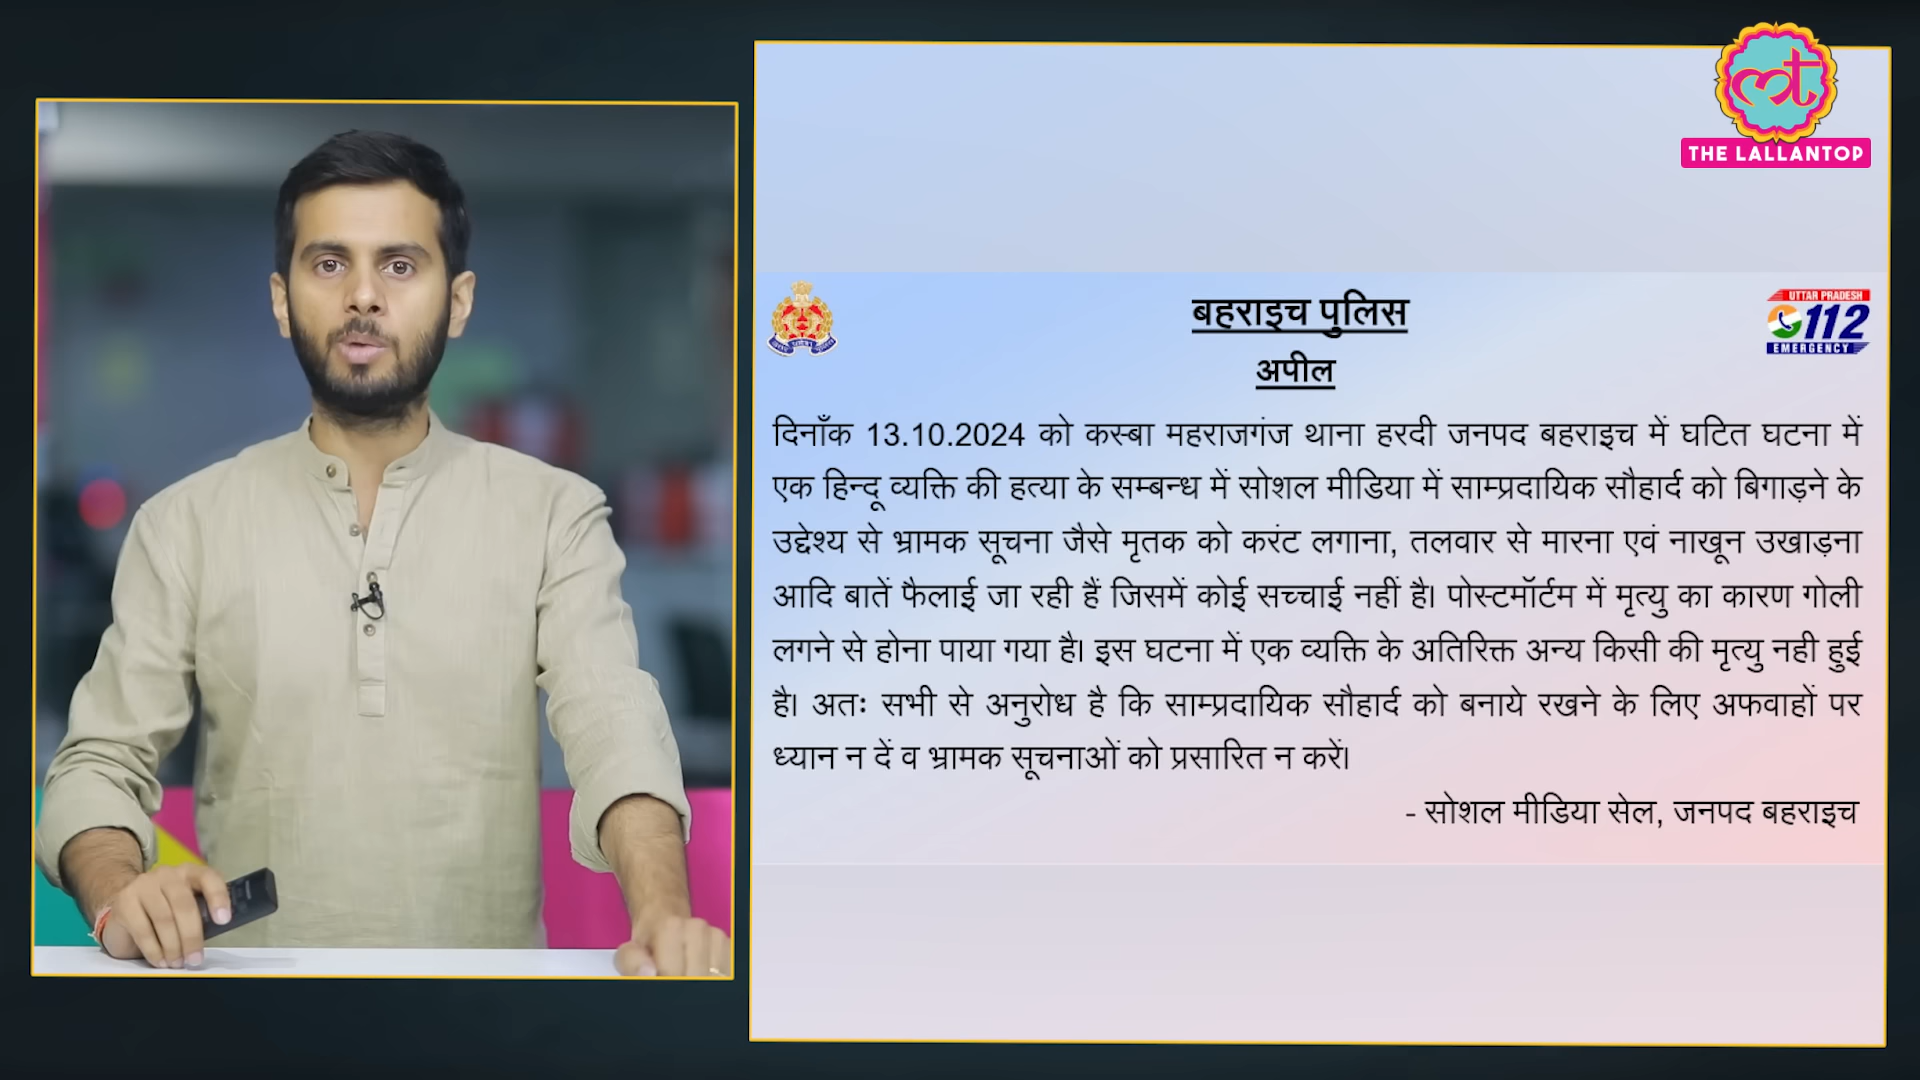 THE LALLANTOP
UTTAR PRADESH
112
EMERGENCY
बहराइच पुलिस
अपील
दिनाँक 13.10.2024 को कस्बा महराजगंज थाना हरदी जनपद बहराइच में घटित घटना में
एक हिन्दू व्यक्ति की हत्या के सम्बन्ध में सोशल मीडिया में साम्प्रदायिक सौहार्द को बिगाड़ने के
उद्देश्य से भ्रामक सूचना जैसे मृतक को करंट लगाना, तलवार से मारना एवं नाखून उखाड़ना
आदि बातें फैलाई जा रही हैं जिसमें कोई सच्चाई नहीं है। पोस्टमॉर्टम में मृत्यु का कारण गोली
लगने से होना पाया गया है। इस घटना में एक व्यक्ति के अतिरिक्त अन्य किसी की मृत्यु नही हुई
है। अतः सभी से अनुरोध है कि साम्प्रदायिक सौहार्द को बनाये रखने के लिए अफवाहों पर
ध्यान न दें व भ्रामक सूचनाओं को प्रसारित न करें।
- सोशल मीडिया सेल, जनपद बहराइच